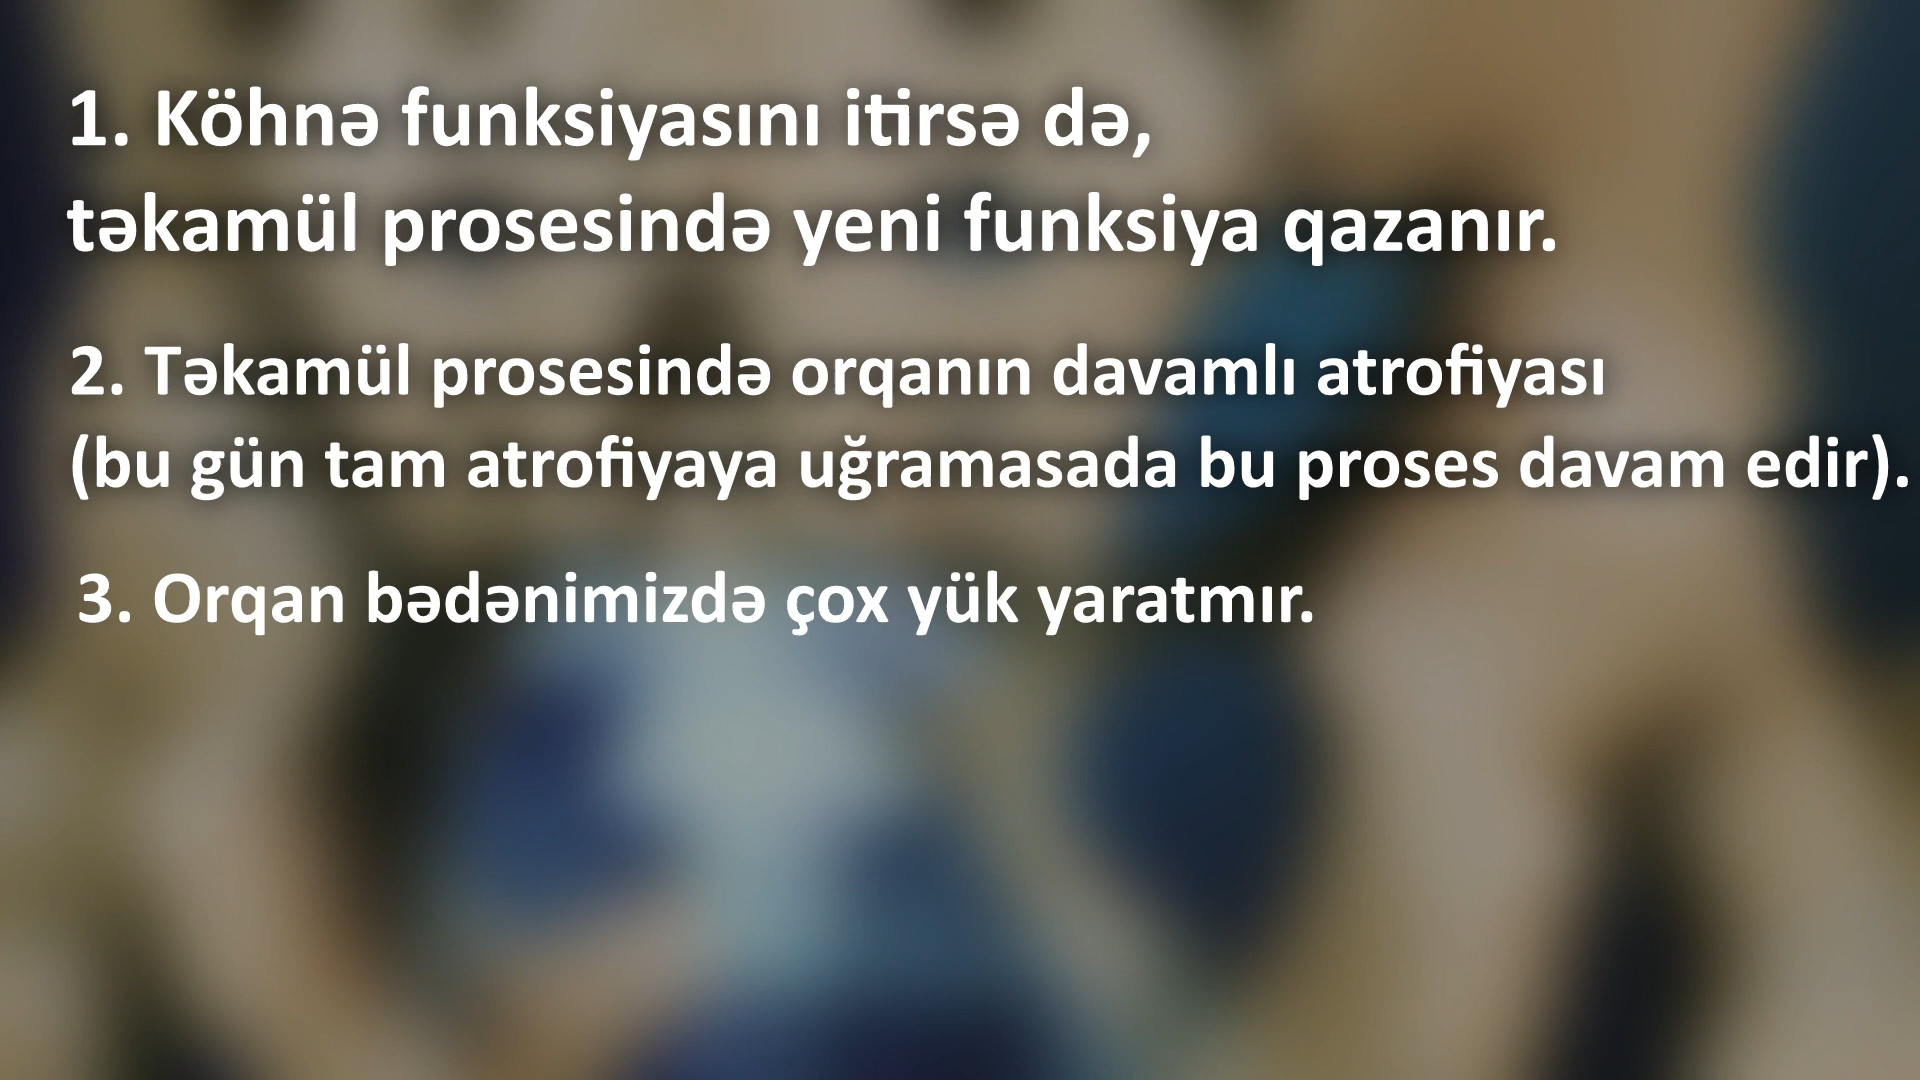 1. Köhnə funksiyasını itirsə də,
təkamül prosesində yeni funksiya qazanır.
2. Təkamül prosesində orqanın davamlı atrofiyası
(bu gün tam atrofiyaya uğramasada bu proses davam edir).
3. Orqan bədənimizdə çox yük yaratmır.